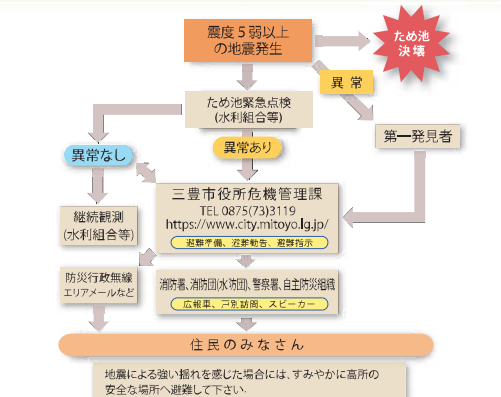 震度5弱以上
の地震発生
ため池
決壊
異常
ため池緊急点検
(水利組合等)
第一発見者
異常なし
異常あり
三豊市役所危機管理課
TEL 0875(73)3119
https://www.city.mitoyo.lg.jp/
避難準備、避難勧告、避難指示
継続観測
(水利組合等)
防災行政無線
エリアメールなど
消防署、消防団(水防団)、警察署、自主防災組織
広報車、戸別訪問、スピーカー
住民のみなさん
地震による強い揺れを感じた場合には、すみやかに高所の
安全な場所へ避難して下さい.